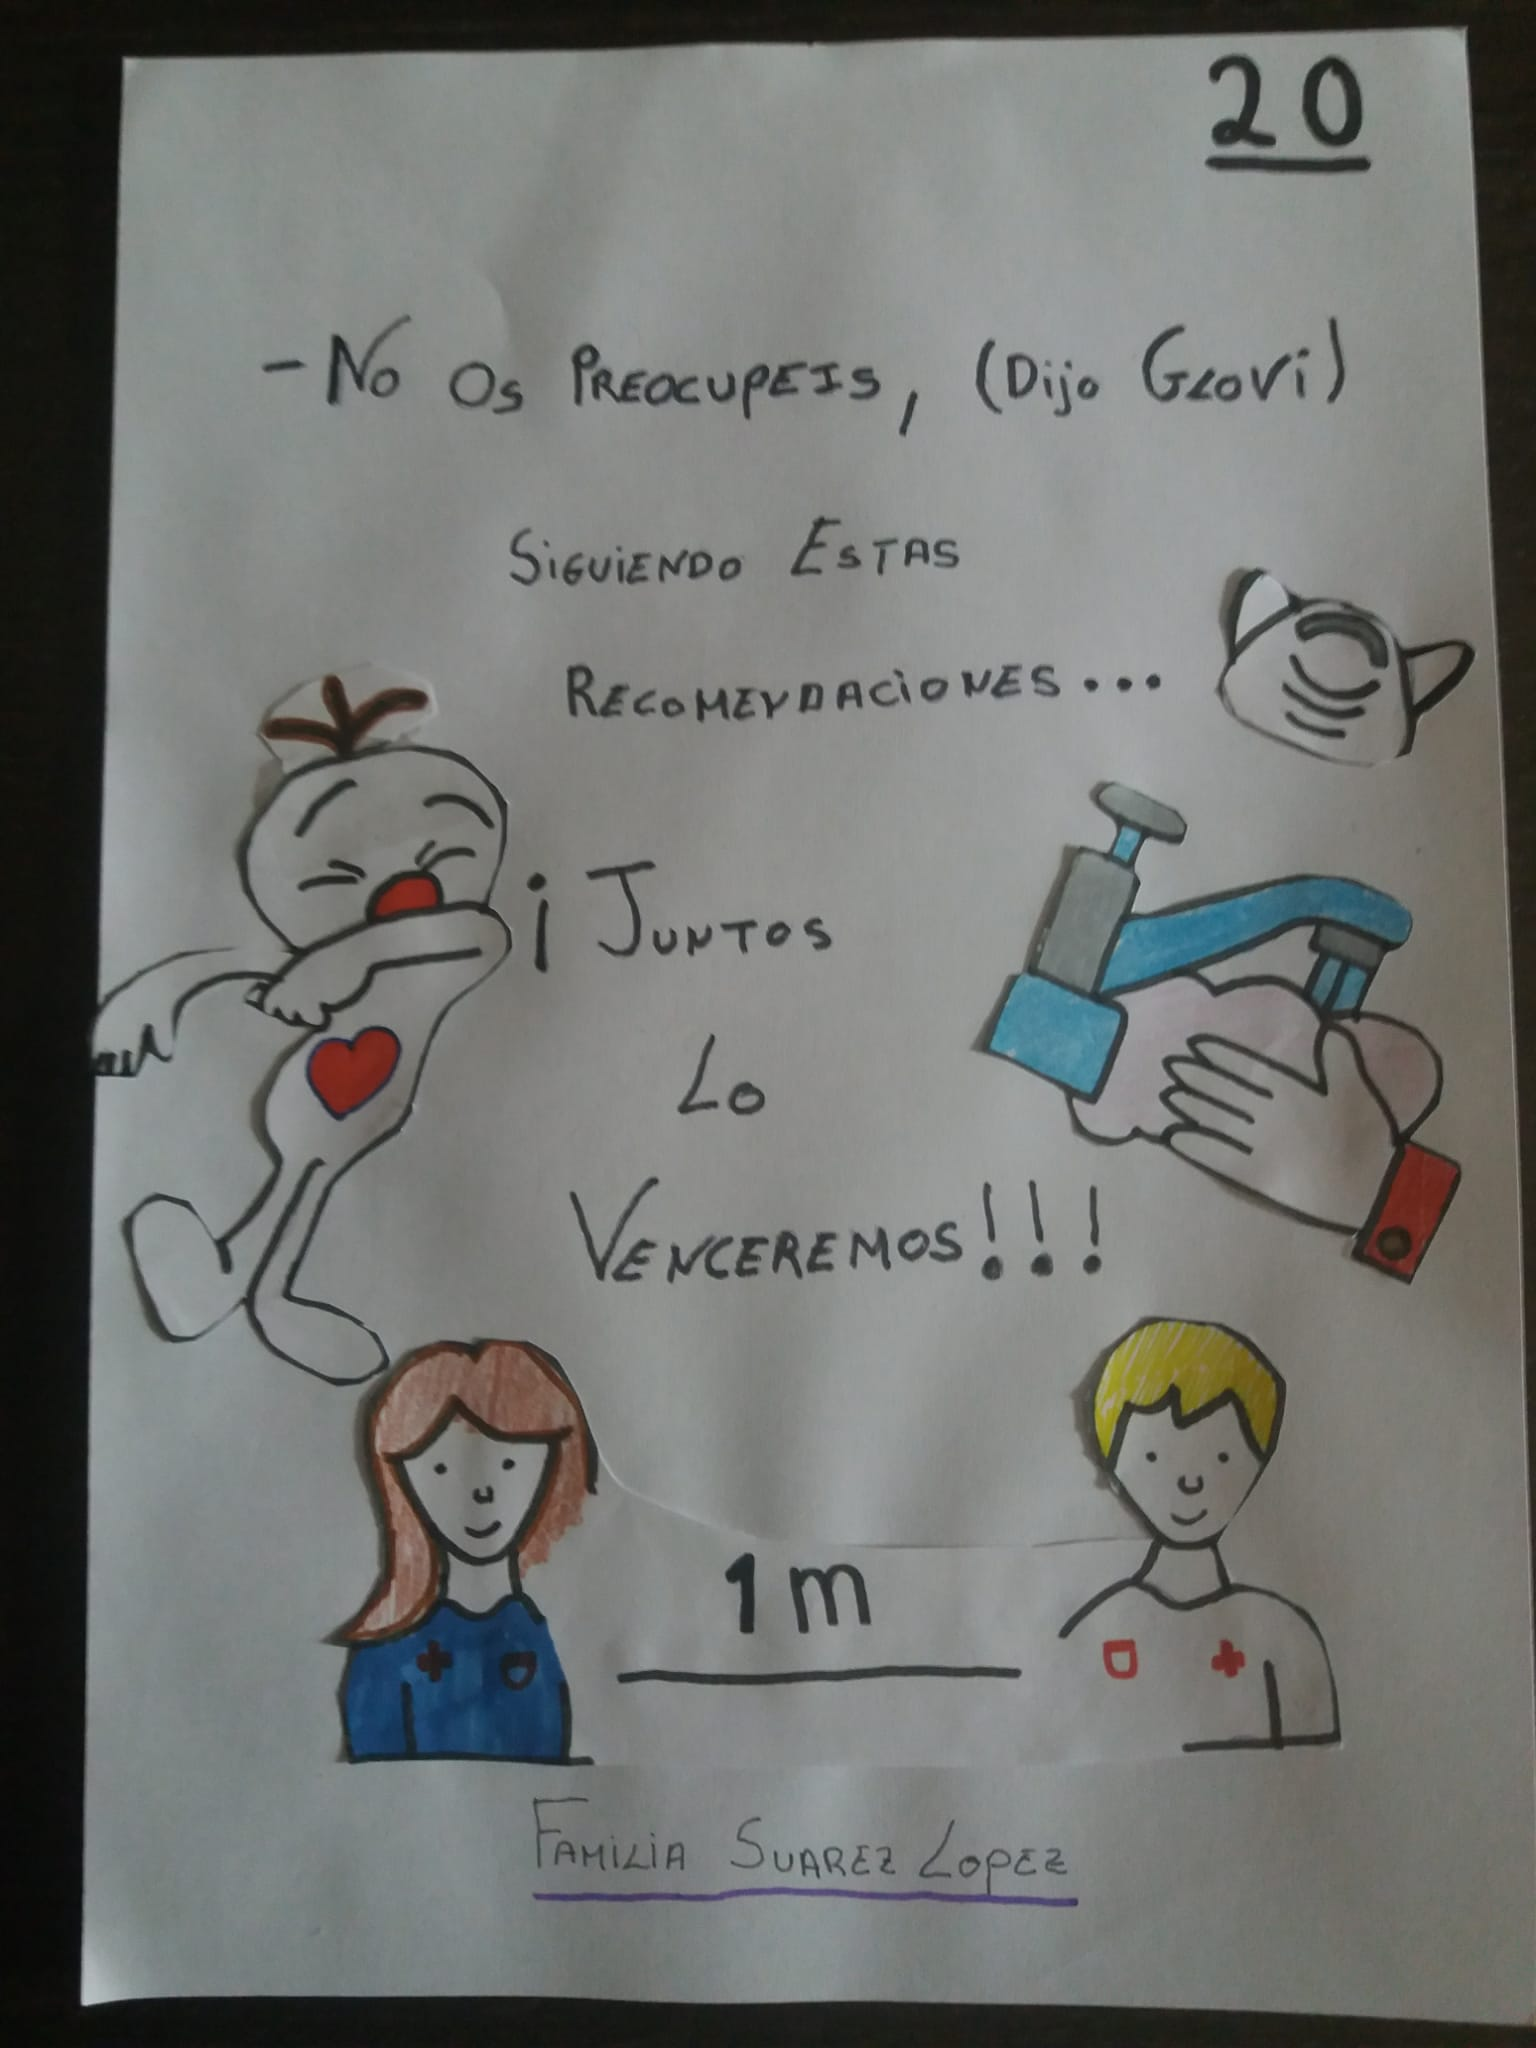 20
- No Os PREOCUPEIS, (Dijo GLOVi)
SiGUiENDO ESTAS
RECOMENDACiONES...
¡ JUNTOS
Lo
VENCEREMOS!!!
1m
FAMiLiA SUAREZ LOPEZ